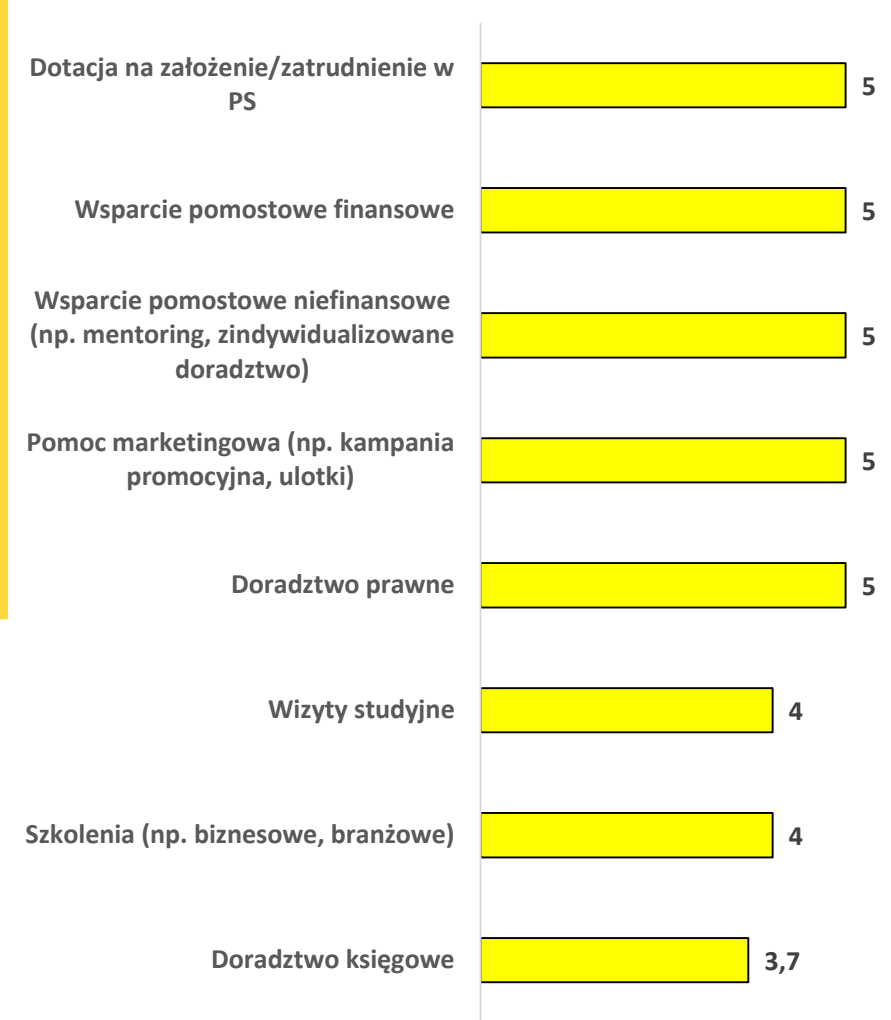 Dotacja na założenie/zatrudnienie w
PS
5
Wsparcie pomostowe finansowe
5
Wsparcie pomostowe niefinansowe
(np. mentoring, zindywidualizowane
doradztwo)
5
Pomoc marketingowa (np. kampania
promocyjna, ulotki)
5
Doradztwo prawne
5
Wizyty studyjne
4
Szkolenia (np. biznesowe, branżowe)
4
Doradztwo księgowe
3,7